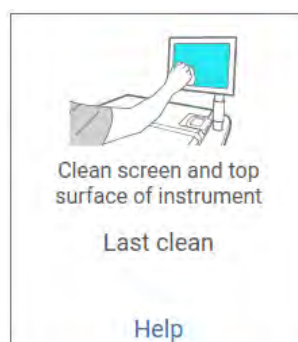 Clean screen and top
surface of instrument
Last clean
Help